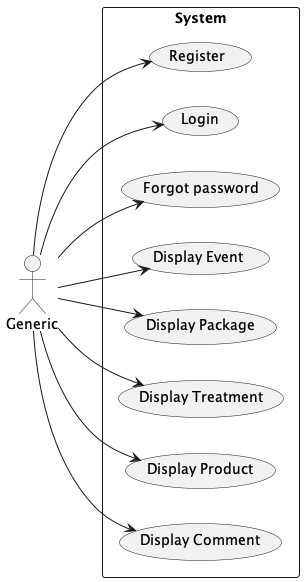 System
Register
Login
Forgot password
Display Event
Generic
Display Package
Display Treatment
Display Product
Display Comment